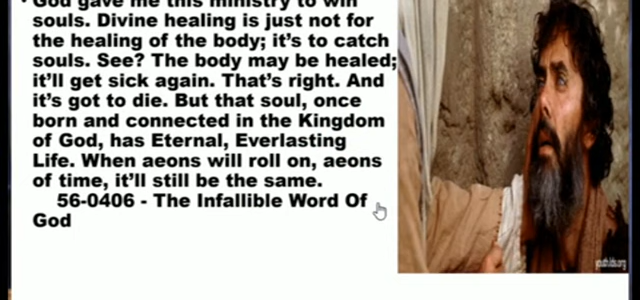 • God gave me this ministry to win
souls. Divine healing is just not for
the healing of the body; it's to catch
souls. See? The body may be healed;
it'll get sick again. That's right. And
it's got to die. But that soul, once
born and connected in the Kingdom
of God, has Eternal, Everlasting
Life. When aeons will roll on, aeons
of time, it'll still be the same.
56-0406 - The Infallible Word Of
God